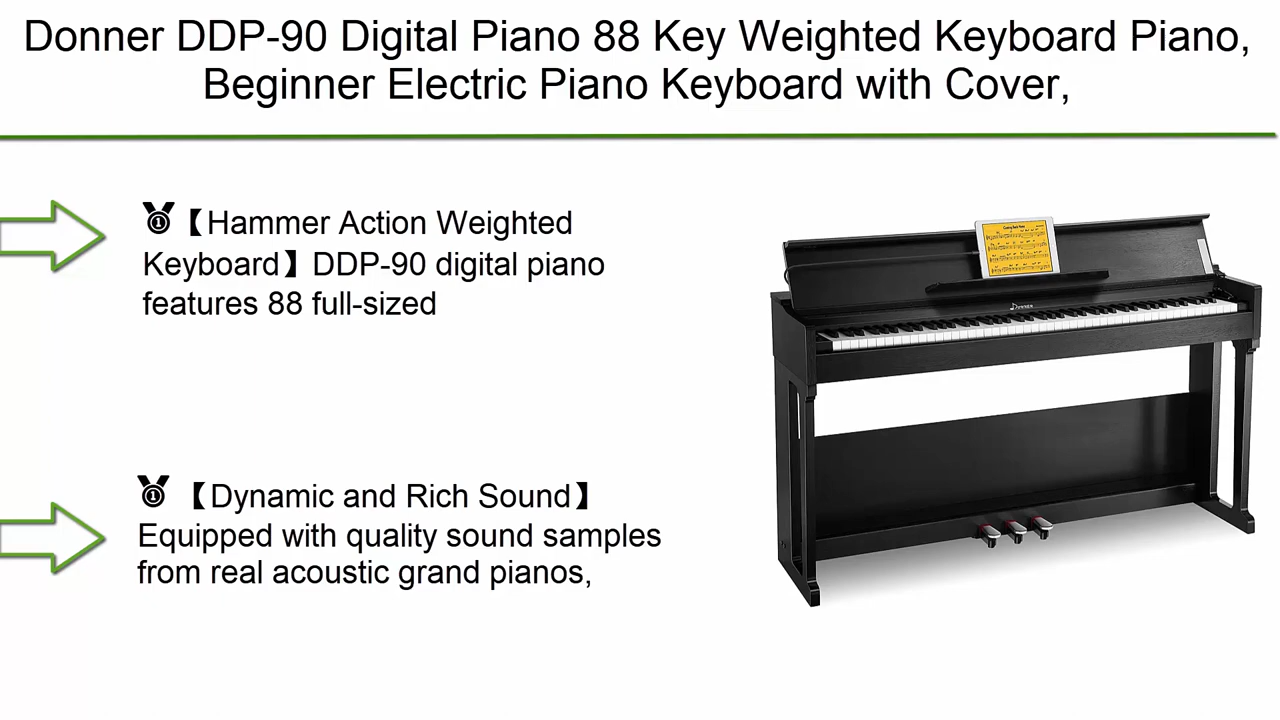 Donner DDP-90 Digital Piano 88 Key Weighted Keyboard Piano,
Beginner Electric Piano Keyboard with Cover,
🏅【Hammer Action Weighted
Keyboard】DDP-90 digital piano
features 88 full-sized
🏅【Dynamic and Rich Sound】
Equipped with quality sound samples
from real acoustic grand pianos,
Donner